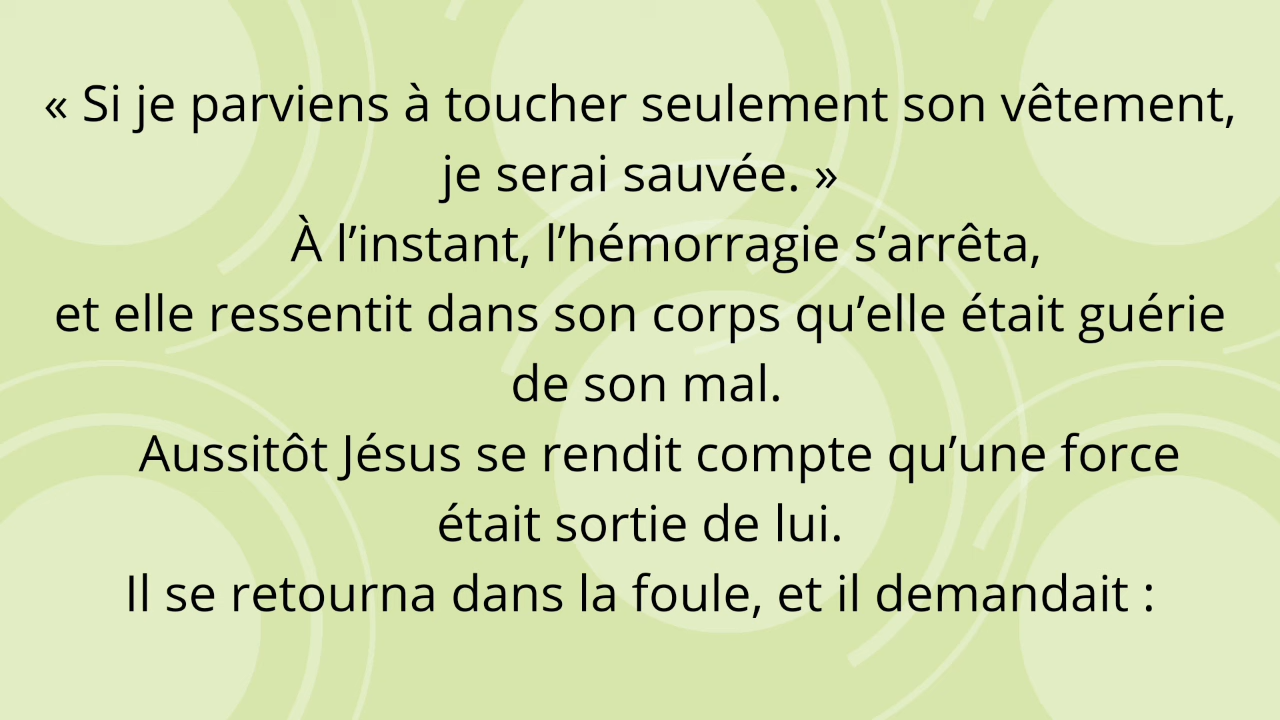 « Si je parviens à toucher seulement son vêtement,
je serai sauvée. »
À l’instant, l’hémorragie s’arrêta,
et elle ressentit dans son corps qu’elle était guérie
de son mal.
Aussitôt Jésus se rendit compte qu’une force
était sortie de lui.
Il se retourna dans la foule, et il demandait :